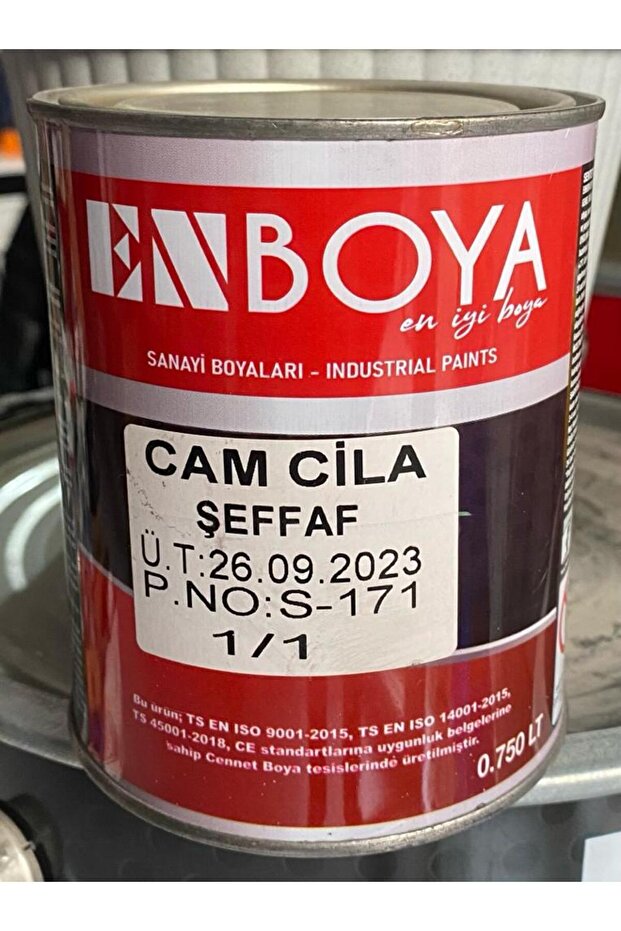 ENBOYA
en iyi boya
SANAYİ BOYALARI - INDUSTRIAL PAINTS
CAM CİLA
ŞEFFAF
Ü.T:26.09.2023
P.NO:S-171
1/1
Bu ürün; TS EN ISO 9001-2015, TS EN ISO 14001-2015,
TS 45001-2018, CE standartlarına uygunluk belgelerine
sahip Cennet Boya tesislerinde üretilmiştir.
0.750 LT